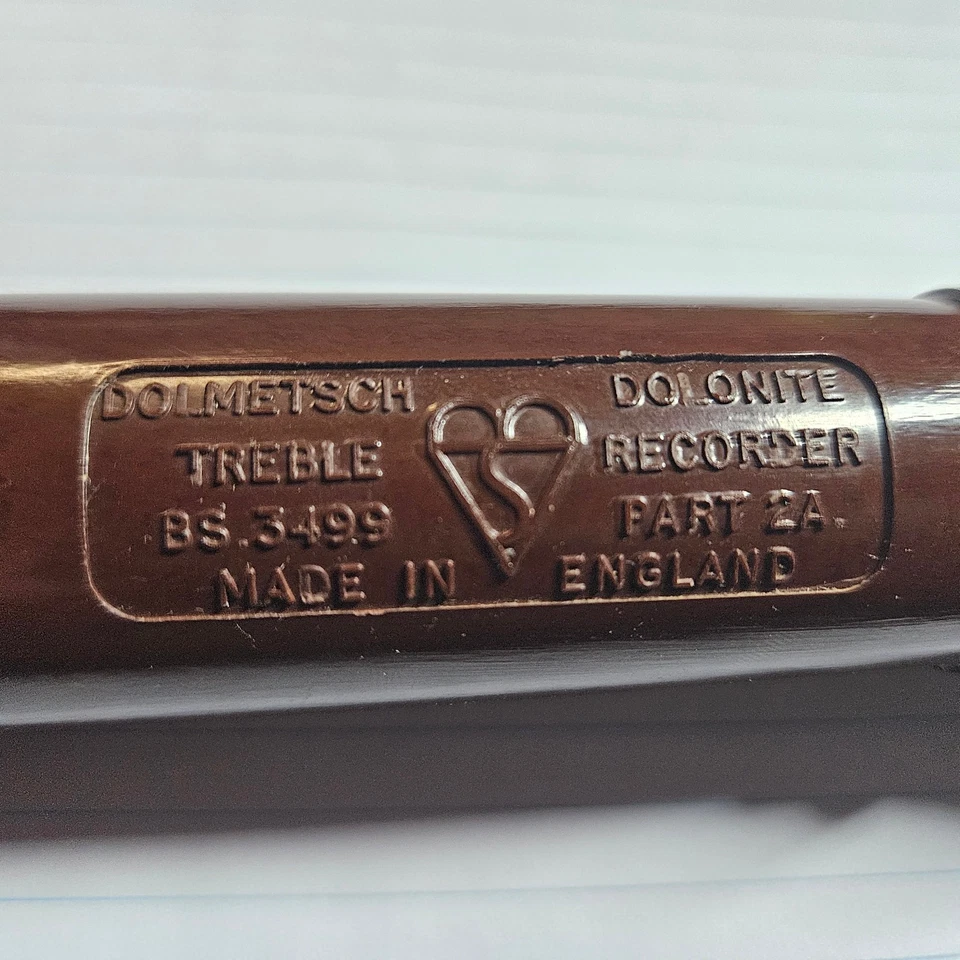 DOLMETSCH DOLONITE
TREBLE RECORDER
BS.3499 PART 2A.
MADE IN ENGLAND